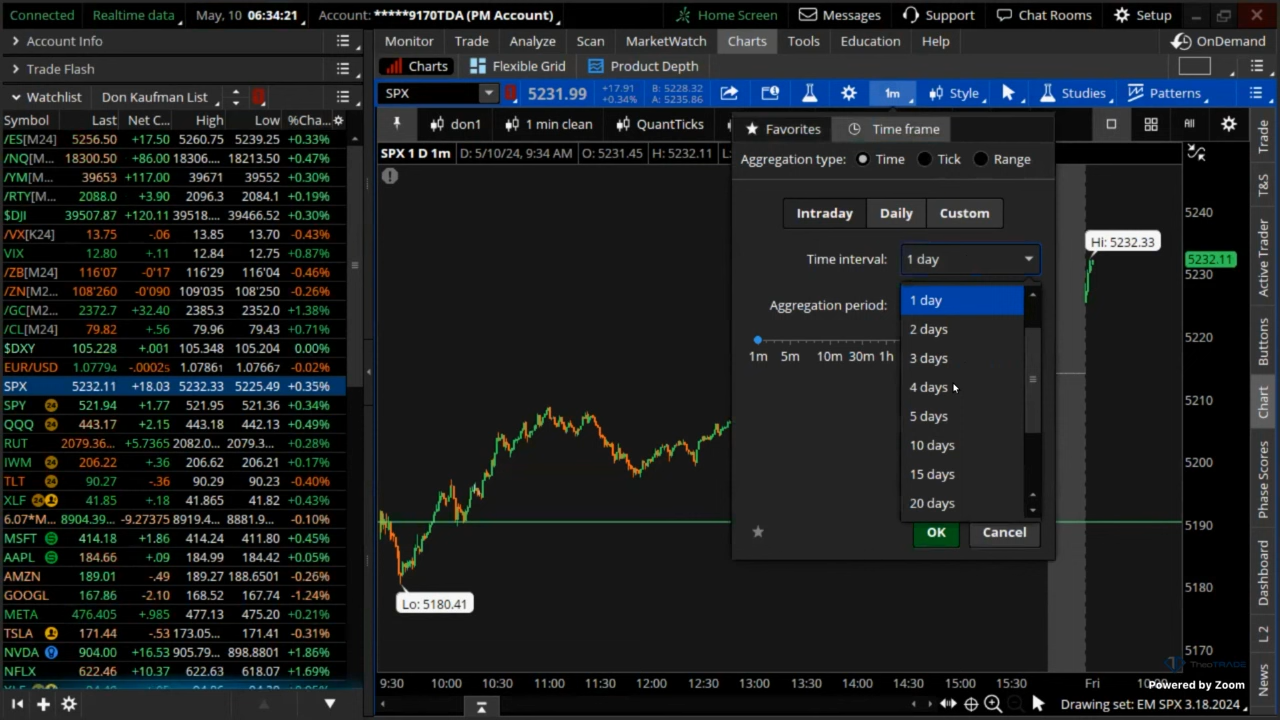 Connected Realtime data May, 10 06:34:21 Account: *****9170TDA (PM Account) Home Screen Messages Support Chat Rooms Setup
Account Info
Trade Flash
Watchlist Don Kaufman List
Symbol Last Net C... High Low %Cha...
/ES[M24] 5256.50 +17.50 5260.75 5239.25 +0.33%
/NQ[M... 18300.50 +86.00 18306.... 18213.50 +0.47%
/YM[M... 39653 +117.00 39671 39552 +0.30%
/RTY[M... 2088.0 +3.90 2096.3 2084.1 +0.19%
$DJI 39507.87 +120.11 39518.... 39466.52 +0.30%
/VX[K24] 13.75 -.06 13.85 13.70 -0.43%
VIX 12.80 +.11 12.84 12.75 +0.87%
/ZB[M24] 116'07 -0'17 116'29 116'04 -0.46%
/ZN[M2... 108'260 -0'090 109'035 108'250 -0.26%
/GC[M2... 2372.7 +32.40 2385.3 2352.2 +1.38%
/CL[M24] 79.82 +.56 79.96 79.43 +0.71%
$DXY 105.228 +.001 105.348 105.204 0.00%
EUR/USD 1.07794 -.0002 1.07861 1.07667 -0.02%
SPX 5232.11 +18.03 5232.33 5225.49 +0.35%
SPY 24 521.94 +1.77 521.95 521.36 +0.34%
QQQ 24 443.17 +2.15 443.18 442.12 +0.49%
RUT 2079.36... +5.7365 2082.0... 2079.3... +0.28%
IWM 24 206.22 +.36 206.62 206.21 +0.17%
TLT 24 90.27 -.36 90.29 90.23 -0.40%
XLF 24 41.85 +.18 41.865 41.82 +0.43%
6.07*M... 8904.39... -9.27375 8919.4... 8881.9... -0.10%
MSFT 414.18 +1.86 414.24 411.80 +0.45%
AAPL 184.66 +.09 184.99 184.42 +0.05%
AMZN 189.01 -.49 189.27 188.6501 -0.26%
GOOGL 167.86 -2.10 168.52 167.74 -1.24%
META 476.405 +.985 477.13 475.20 +0.21%
TSLA 171.44 -.53 173.05... 171.41 -0.31%
NVDA 904.00 +16.53 905.79... 898.8801 +1.86%
NFLX 622.46 +10.37 622.63 618.07 +1.69%
Monitor Trade Analyze Scan MarketWatch Charts Tools Education Help OnDemand
Charts Flexible Grid Product Depth
SPX 5231.99 +17.91 +0.34% B: 5228.32 A: 5235.86 1m Style Studies Patterns
don1 1 min clean QuantTicks
SPX 1 D 1m D: 5/10/24, 9:34 AM O: 5231.45 H: 5232.11 L:
Favorites Time frame
Aggregation type: Time Tick Range
Intraday Daily Custom
Time interval: 1 day
1 day
2 days
Aggregation period:
3 days
1m 5m 10m 30m 1h
4 days
5 days
10 days
15 days
20 days
OK Cancel
Hi: 5232.33
Lo: 5180.41
5240
5232.11
5230
5220
5210
5200
5190
5180
5170
TheoTRADE
9:30 10:00 10:30 11:00 11:30 12:00 12:30 13:00 13:30 14:00 14:30 15:00 15:30 Fri
Powered by Zoom
Drawing set: EM SPX 3.18.2024
Trade
T&S
Active Trader
Buttons
Chart
Phase Scores
Dashboard
L 2
News